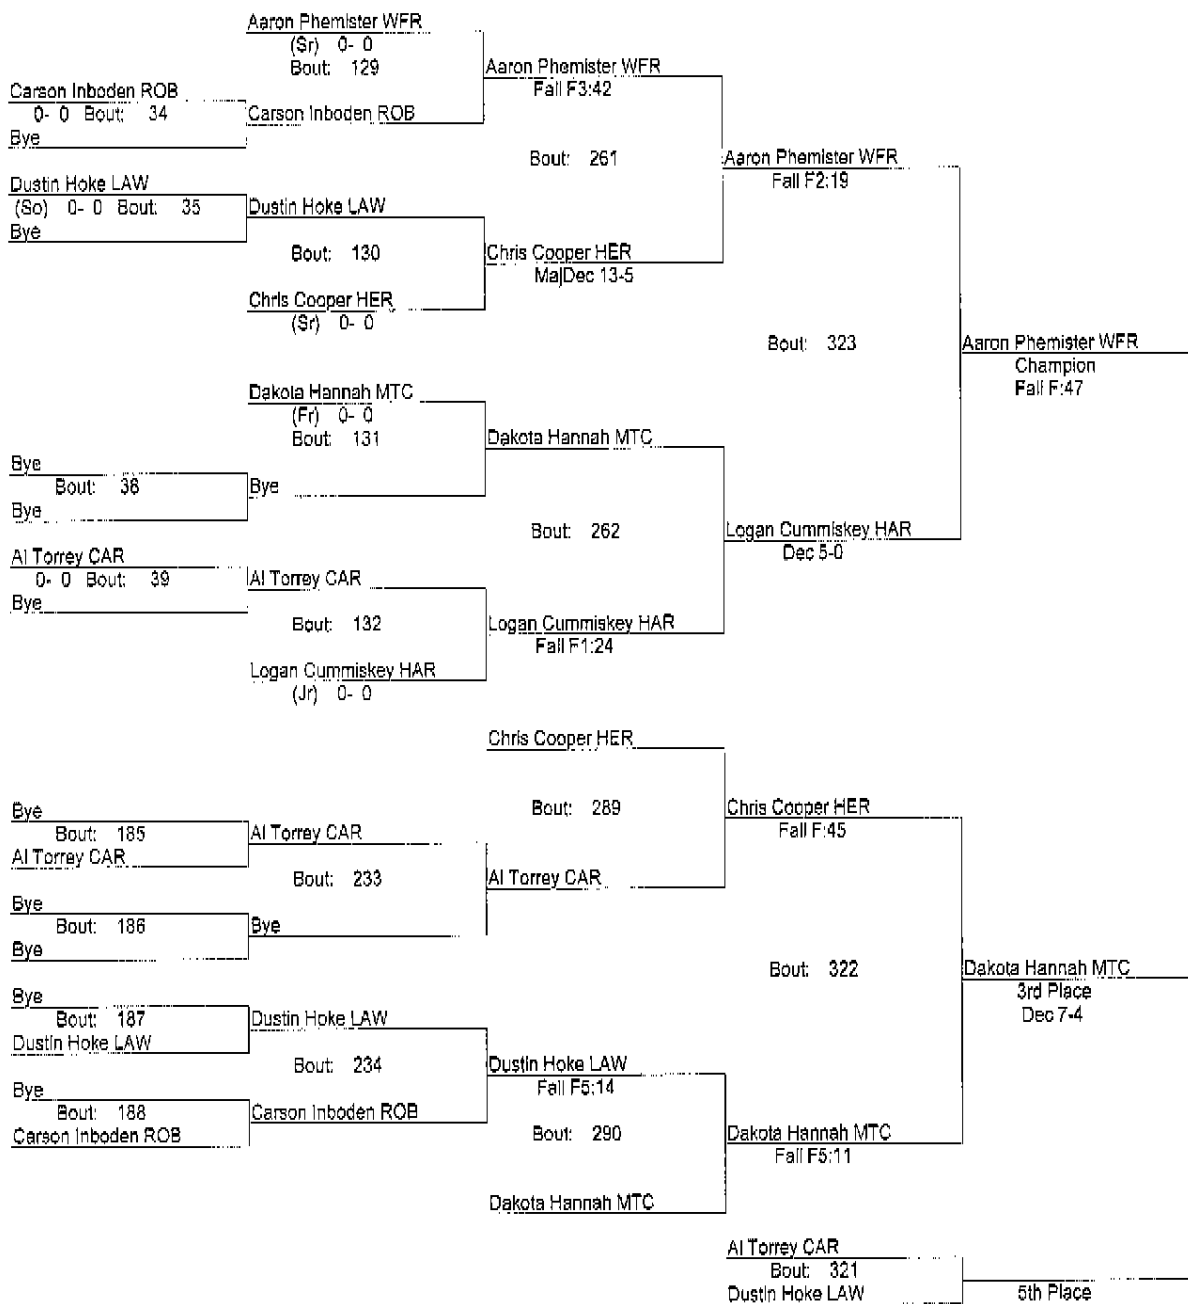 Aaron Phemister WFR
(Sr) 0- 0
Bout: 129
Aaron Phemister WFR
Fall F3:42
Carson Inboden ROB
0- 0 Bout: 34
Carson Inboden ROB
Bye
Bout: 261
Aaron Phemister WFR
Fall F2:19
Dustin Hoke LAW
(So) 0- 0 Bout: 35
Dustin Hoke LAW
Bye
Bout: 130
Chris Cooper HER
MajDec 13-5
Chris Cooper HER
(Sr) 0- 0
Bout: 323
Aaron Phemister WFR
Champion
Fall F:47
Dakota Hannah MTC
(Fr) 0- 0
Bout: 131
Dakota Hannah MTC
Bye
Bout: 38
Bye
Bye
Bout: 262
Logan Cummiskey HAR
Dec 5-0
Al Torrey CAR
0- 0 Bout: 39
Al Torrey CAR
Bye
Bout: 132
Logan Cummiskey HAR
Fall F1:24
Logan Cummiskey HAR
(Jr) 0- 0
Chris Cooper HER
Bout: 289
Chris Cooper HER
Fall F:45
Bye
Bout: 185
Al Torrey CAR
Al Torrey CAR
Bout: 233
Al Torrey CAR
Bye
Bout: 186
Bye
Bye
Bout: 322
Dakota Hannah MTC
3rd Place
Dec 7-4
Bye
Bout: 187
Dustin Hoke LAW
Dustin Hoke LAW
Bout: 234
Dustin Hoke LAW
Fall F5:14
Bye
Bout: 188
Carson Inboden ROB
Carson Inboden ROB
Bout: 290
Dakota Hannah MTC
Fall F5:11
Dakota Hannah MTC
Al Torrey CAR
Bout: 321
Dustin Hoke LAW
5th Place